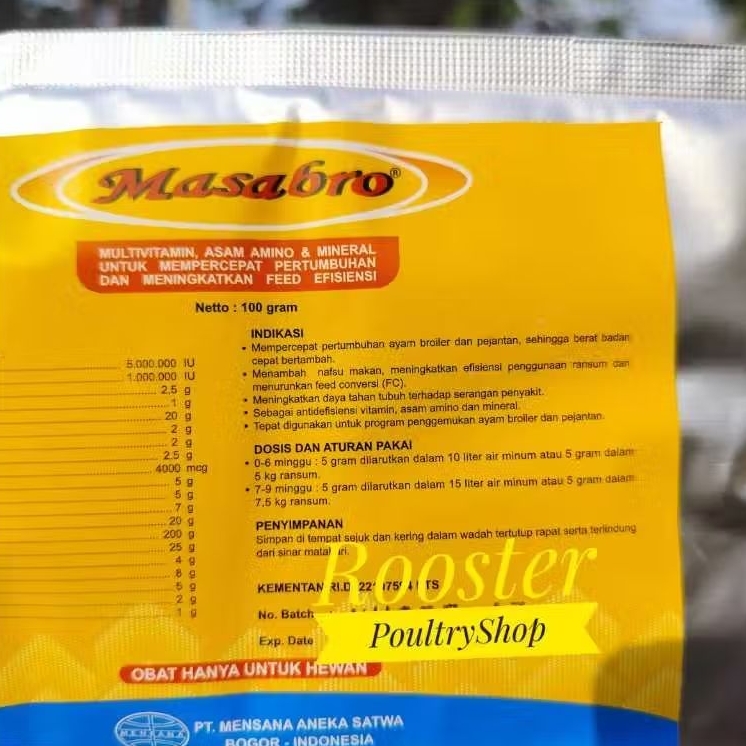 Masabro®
MULTIVITAMIN, ASAM AMINO & MINERAL
UNTUK MEMPERCEPAT PERTUMBUHAN
DAN MENINGKATKAN FEED EFISIENSI
Netto : 100 gram
5.000.000 IU
1.000.000 IU
2,5 g
1 g
20 g
2 g
2 g
2,5 g
4000 mcg
5 g
5 g
7 g
20 g
200 g
25 g
4 g
8 g
5 g
2 g
1 g
INDIKASI
• Mempercepat pertumbuhan ayam broiler dan pejantan, sehingga berat badan
cepat bertambah.
• Menambah nafsu makan, meningkatkan efisiensi penggunaan ransum dan
menurunkan feed conversi (FC).
• Meningkatkan daya tahan tubuh terhadap serangan penyakit.
• Sebagai antidefisiensi vitamin, asam amino dan mineral.
• Tepat digunakan untuk program penggemukan ayam broiler dan pejantan.
DOSIS DAN ATURAN PAKAI
• 0-6 minggu : 5 gram dilarutkan dalam 10 liter air minum atau 5 gram dalam
5 kg ransum.
• 7-9 minggu : 5 gram dilarutkan dalam 15 liter air minum atau 5 gram dalam
7.5 kg ransum.
PENYIMPANAN
Simpan di tempat sejuk dan kering dalam wadah tertutup rapat serta terlindung
dari sinar matahari.
KEMENTAN RI.D.
No. Batch
Exp. Date
Rooster
PoultryShop
OBAT HANYA UNTUK HEWAN
MENSANA
PT. MENSANA ANEKA SATWA
BOGOR - INDONESIA